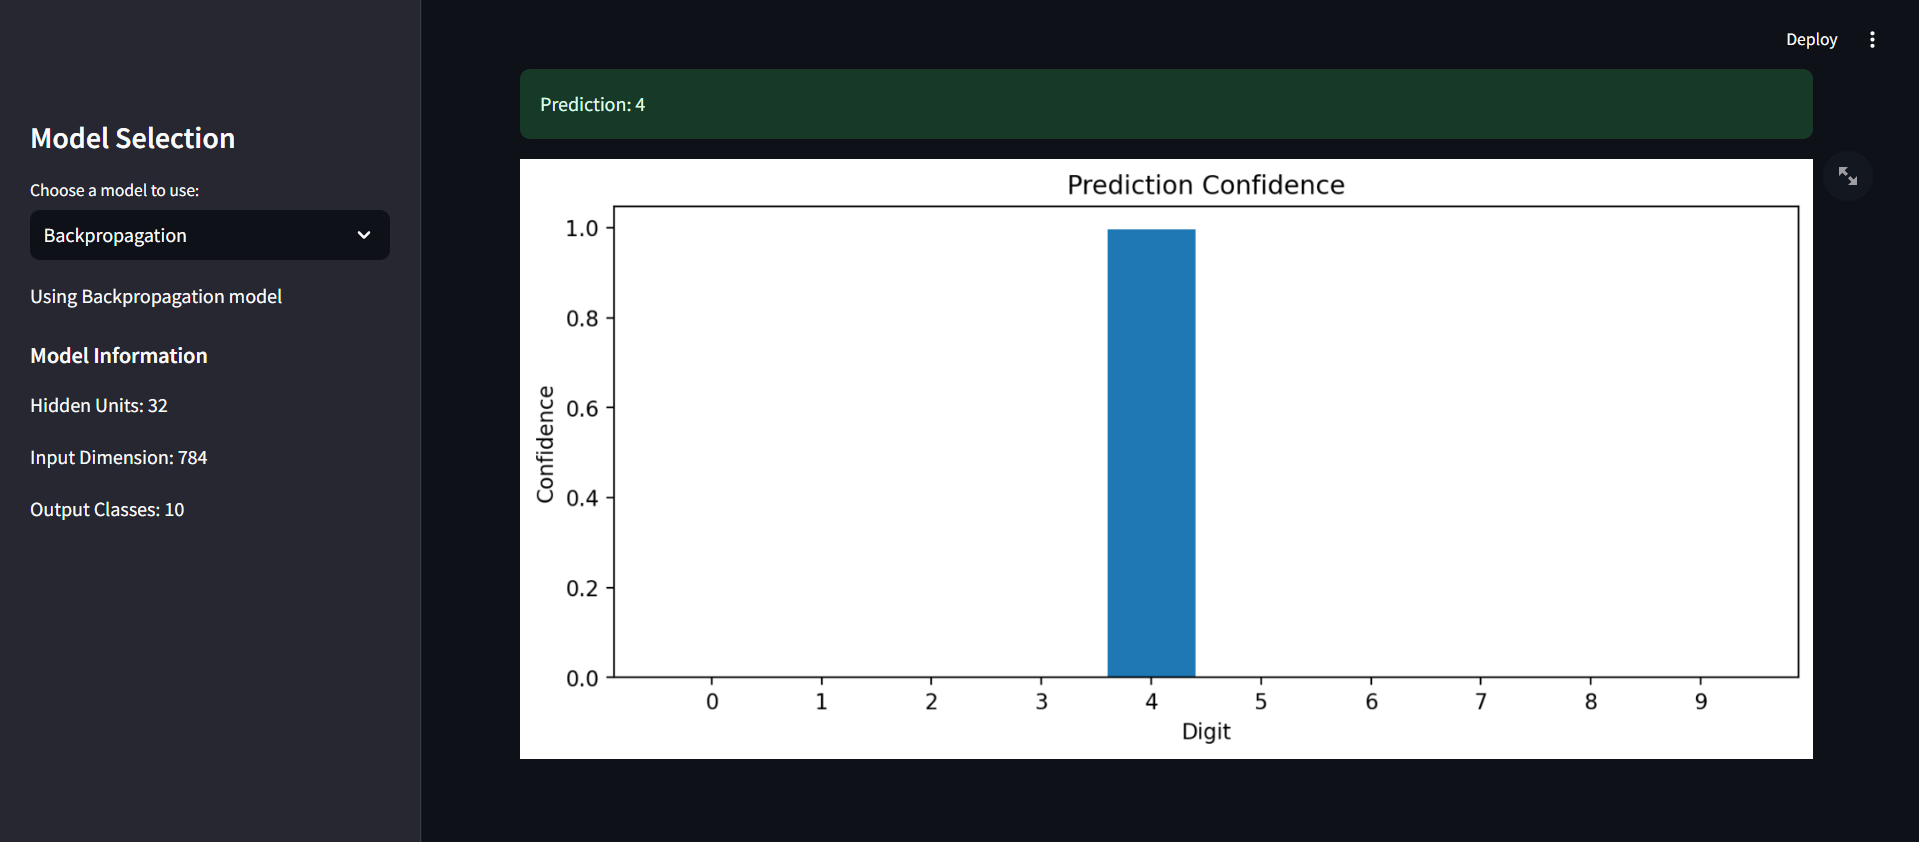 Deploy
Model Selection
Choose a model to use:
Backpropagation
Using Backpropagation model
Model Information
Hidden Units: 32
Input Dimension: 784
Output Classes: 10
Prediction: 4
Prediction Confidence
1.0
0.8
0.6
0.4
0.2
0.0
Confidence
0 1 2 3 4 5 6 7 8 9
Digit